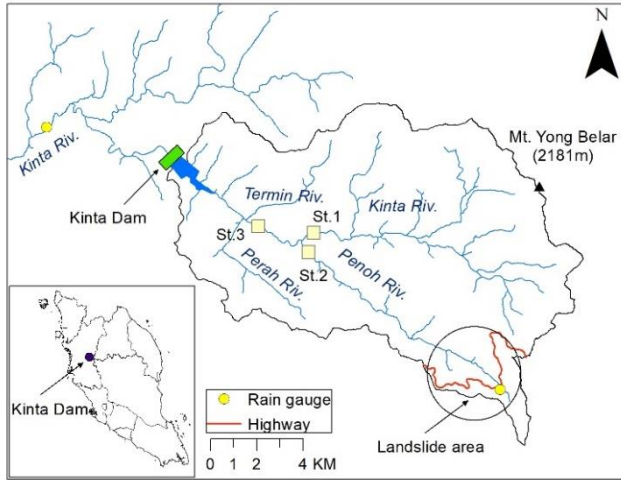 N
Mt. Yong Belar
(2181m)
Kinta Riv.
Kinta Dam
Termin Riv.
Kinta Riv.
St.1
St.3
St.2
Perah Riv.
Penoh Riv.
Kinta Dam
Rain gauge
Highway
0 1 2 4 KM
Landslide area